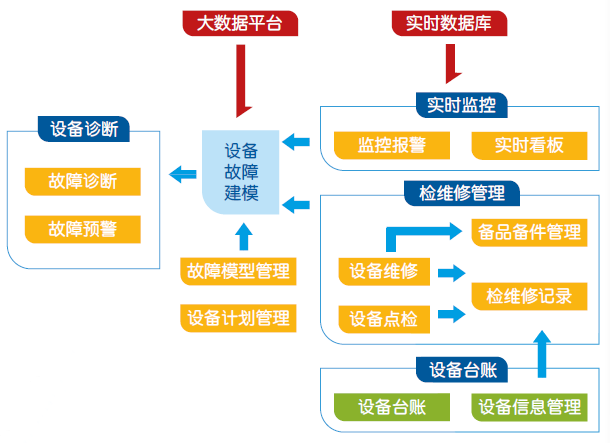 大数据平台
实时数据库
实时监控
监控报警
实时看板
设备诊断
故障诊断
故障预警
设备
故障
建模
故障模型管理
设备计划管理
检维修管理
备品备件管理
设备维修
检维修记录
设备点检
设备台账
设备台账
设备信息管理